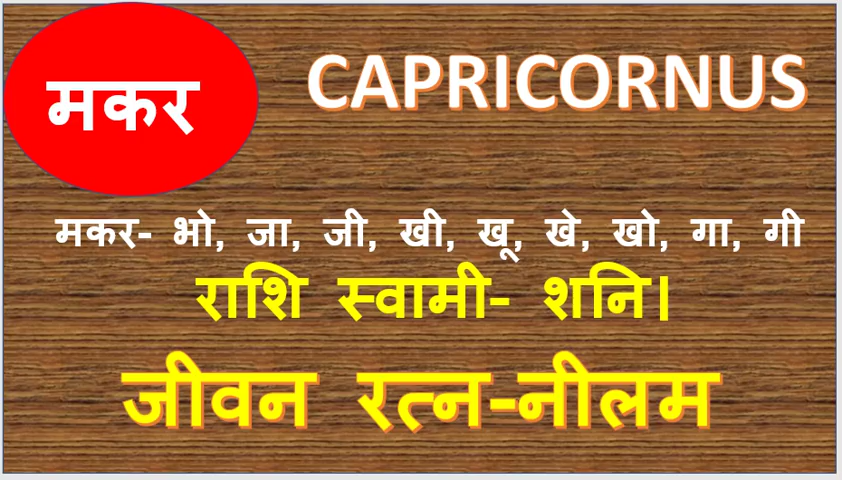 मकर
CAPRICORNUS
मकर- भो, जा, जी, खी, खू, खे, खो, गा, गी
राशि स्वामी- शनि।
जीवन रत्न-नीलम